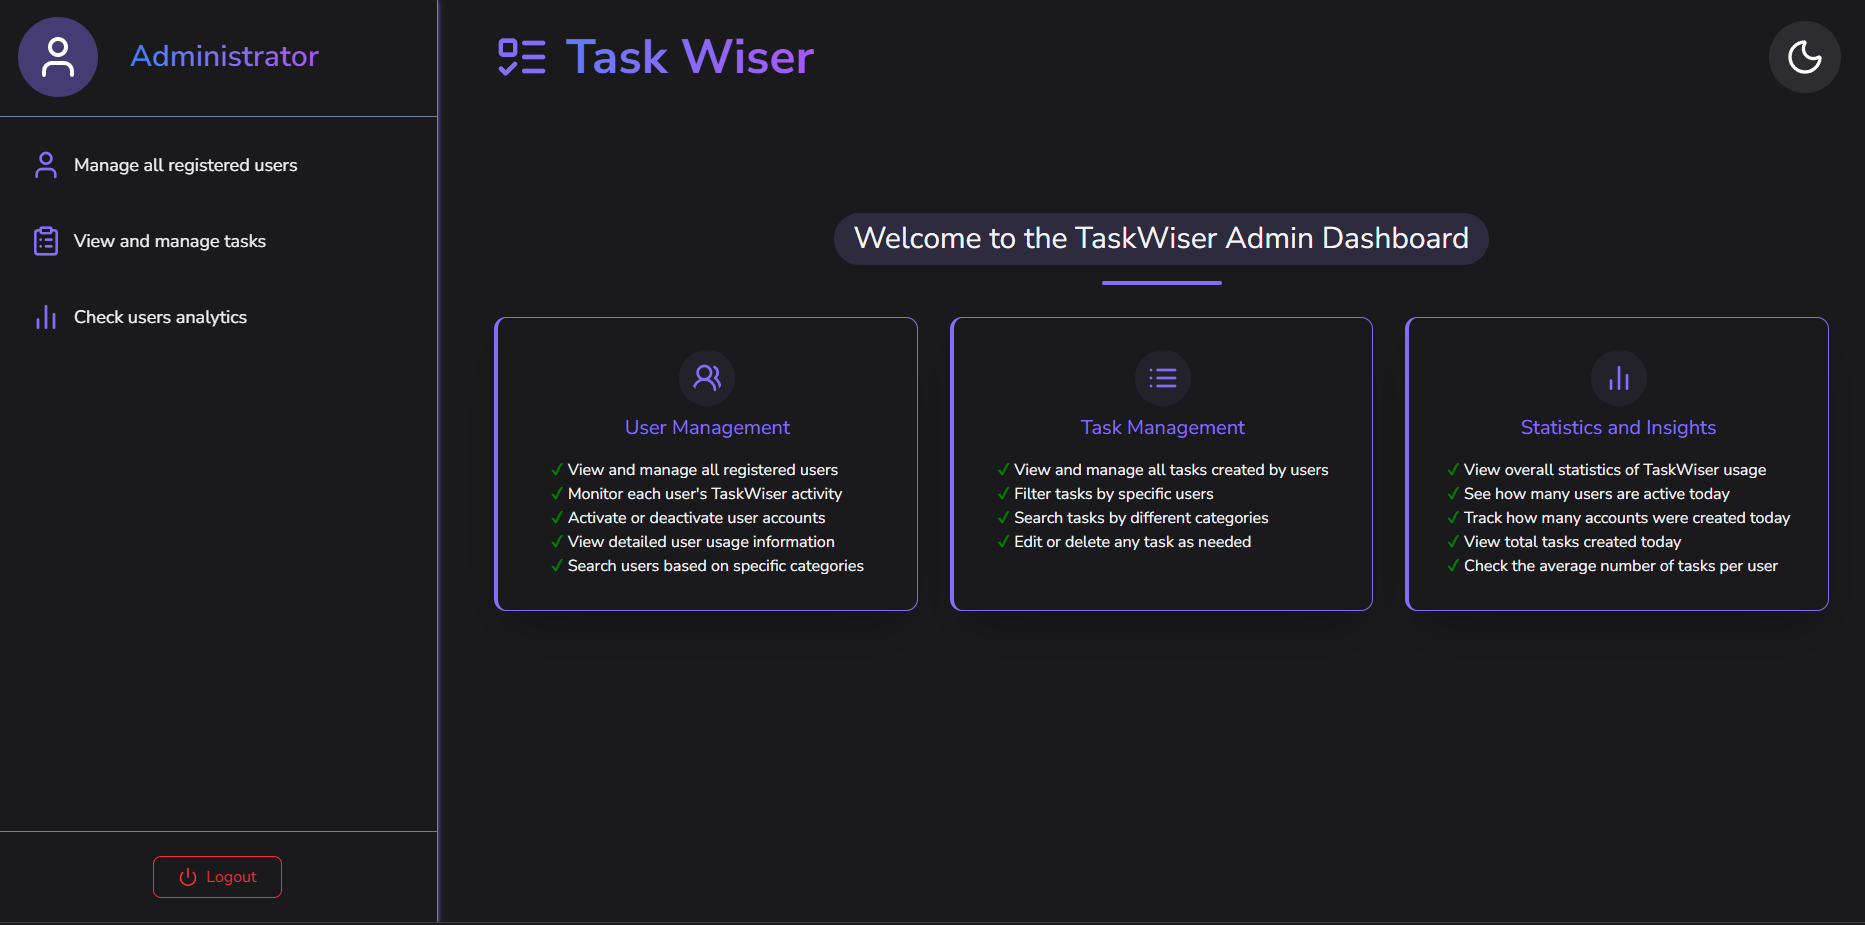 Administrator
Manage all registered users
View and manage tasks
Check users analytics
Logout
Task Wiser
Welcome to the TaskWiser Admin Dashboard
User Management
✓ View and manage all registered users
✓ Monitor each user's TaskWiser activity
✓ Activate or deactivate user accounts
✓ View detailed user usage information
✓ Search users based on specific categories
Task Management
✓ View and manage all tasks created by users
✓ Filter tasks by specific users
✓ Search tasks by different categories
✓ Edit or delete any task as needed
Statistics and Insights
✓ View overall statistics of TaskWiser usage
✓ See how many users are active today
✓ Track how many accounts were created today
✓ View total tasks created today
✓ Check the average number of tasks per user